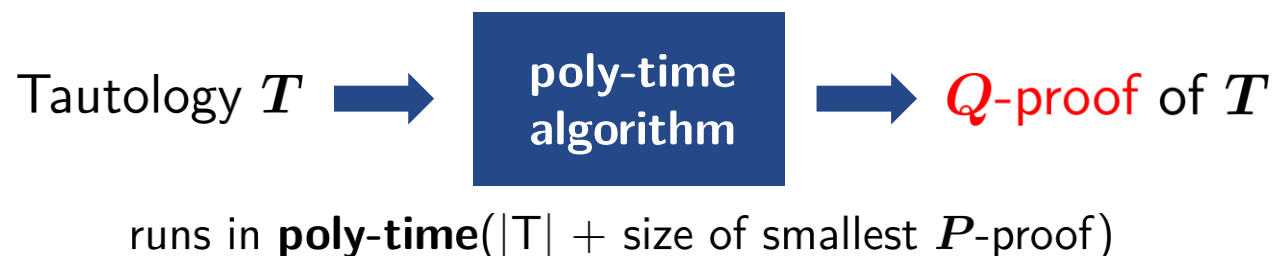 Tautology T
poly-time
algorithm
Q-proof of T
runs in poly-time(|T| + size of smallest P-proof)